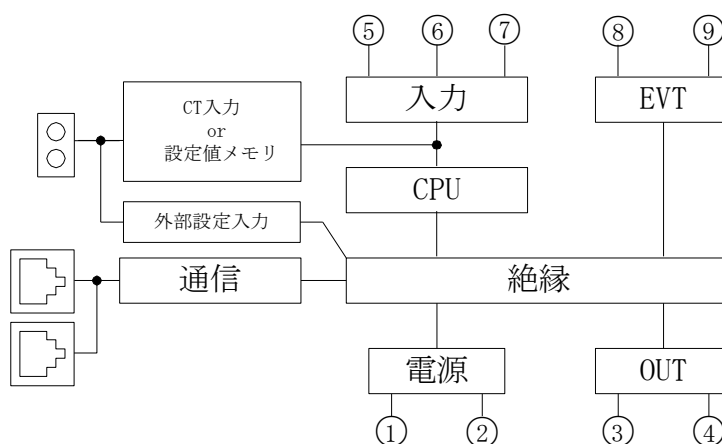 ⑤ ⑥ ⑦ ⑧ ⑨
CT入力
or
設定値メモリ
入力
EVT
CPU
外部設定入力
通信
絶縁
電源
OUT
① ② ③ ④